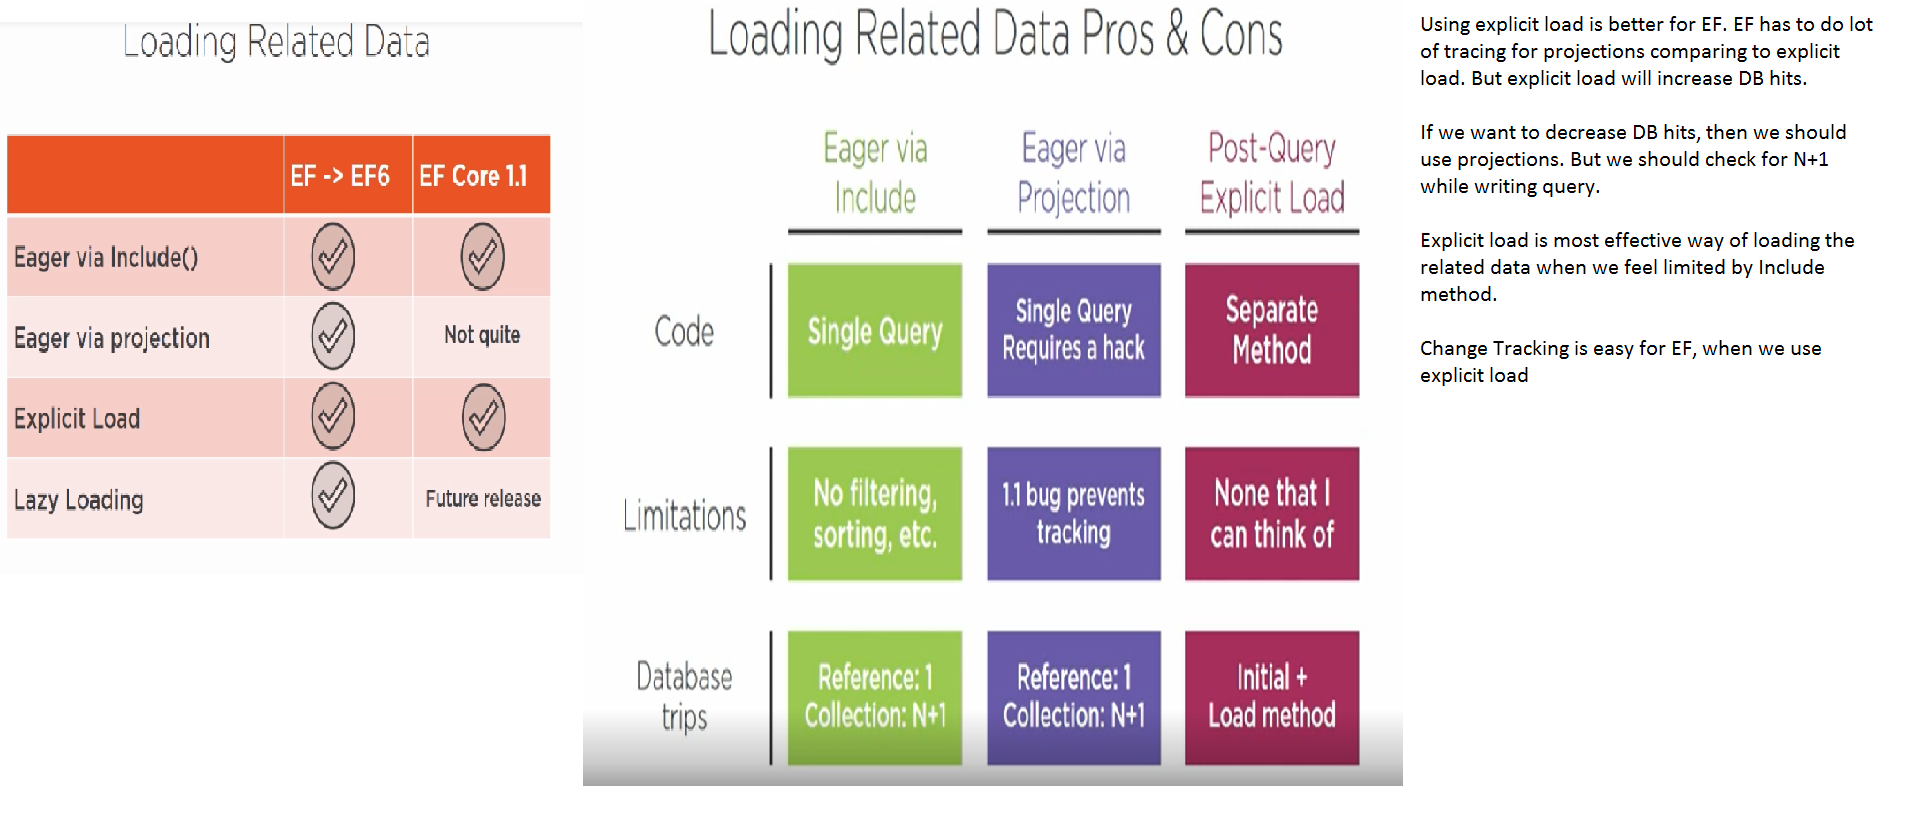 Loading Related Data
EF -> EF6 EF Core 1.1
Eager via Include()
Eager via projection Not quite
Explicit Load
Lazy Loading Future release
Loading Related Data Pros & Cons
Eager via
Include
Eager via
Projection
Post-Query
Explicit Load
Code
Single Query
Single Query
Requires a hack
Separate
Method
Limitations
No filtering,
sorting, etc.
1.1 bug prevents
tracking
None that I
can think of
Database
trips
Reference: 1
Collection: N+1
Reference: 1
Collection: N+1
Initial +
Load method
Using explicit load is better for EF. EF has to do lot
of tracing for projections comparing to explicit
load. But explicit load will increase DB hits.
If we want to decrease DB hits, then we should
use projections. But we should check for N+1
while writing query.
Explicit load is most effective way of loading the
related data when we feel limited by Include
method.
Change Tracking is easy for EF, when we use
explicit load